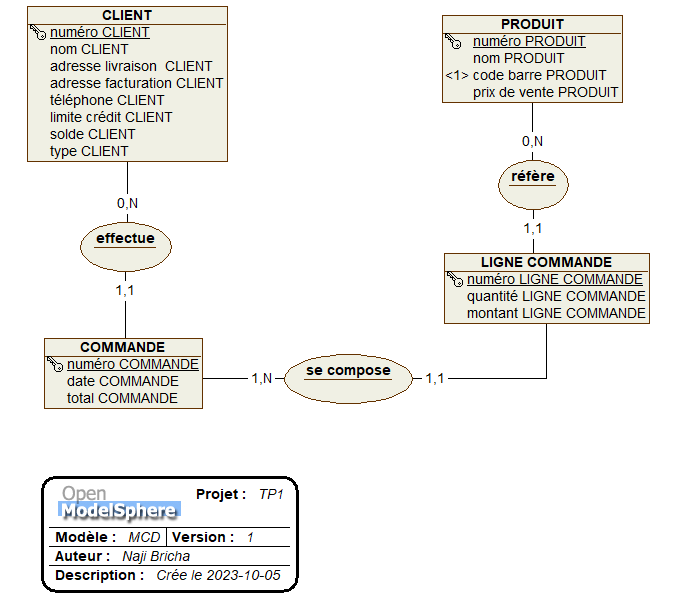 CLIENT
numéro CLIENT
nom CLIENT
adresse livraison  CLIENT
adresse facturation CLIENT
téléphone CLIENT
limite crédit CLIENT
solde CLIENT
type CLIENT
0,N
effectue
1,1
COMMANDE
numéro COMMANDE
date COMMANDE
total COMMANDE
1,N
se compose
1,1
PRODUIT
numéro PRODUIT
nom PRODUIT
<1> code barre PRODUIT
prix de vente PRODUIT
0,N
réfère
1,1
LIGNE COMMANDE
numéro LIGNE COMMANDE
quantité LIGNE COMMANDE
montant LIGNE COMMANDE
Open
ModelSphere
Projet : TP1
Modèle : MCD Version : 1
Auteur : Naji Bricha
Description : Crée le 2023-10-05